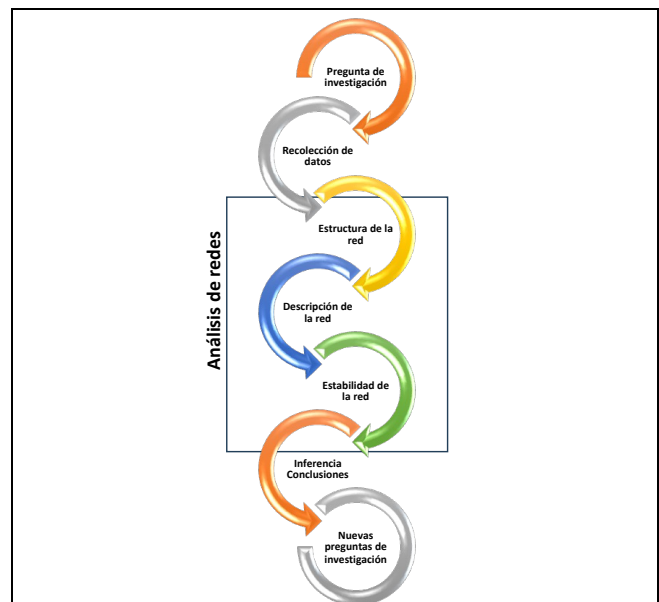 Pregunta de
investigación
Recolección de
datos
Estructura de la
red
Análisis de redes
Descripción de
la red
Estabilidad de
la red
Inferencia
Conclusiones
Nuevas
preguntas de
investigación